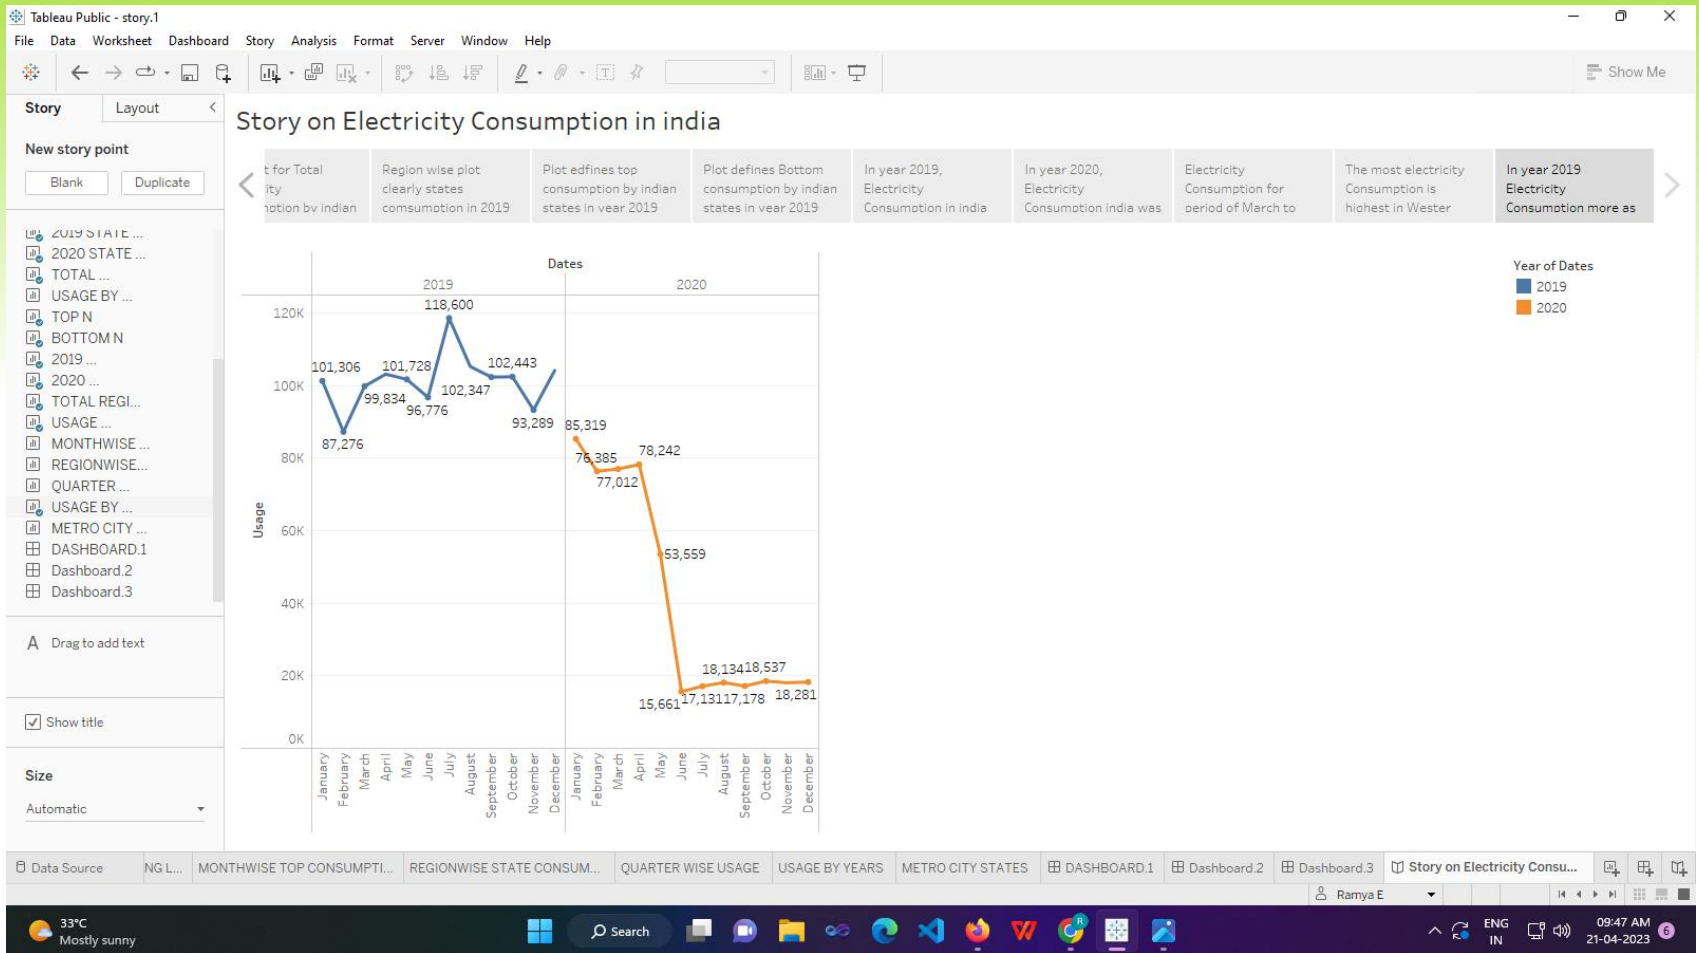 Tableau Public - story.1
File Data Worksheet Dashboard Story Analysis Format Server Window Help
Show Me
Story Layout
New story point
Blank Duplicate
2019 STATE ...
2020 STATE ...
TOTAL ...
USAGE BY ...
TOP N
BOTTOM N
2019 ...
2020 ...
TOTAL REGI...
USAGE ...
MONTHWISE ...
REGIONWISE...
QUARTER ...
USAGE BY ...
METRO CITY ...
DASHBOARD.1
Dashboard.2
Dashboard.3
A Drag to add text
Show title
Size
Automatic
Story on Electricity Consumption in india
t for Total
ity
nption by indian
Region wise plot
clearly states
comsumption in 2019
Plot edfines top
consumption by indian
states in year 2019
Plot defines Bottom
consumption by indian
states in year 2019
In year 2019,
Electricity
Consumption in india
In year 2020,
Electricity
Consumption india was
Electricity
Consumption for
period of March to
The most electricity
Consumption is
highest in Wester
In year 2019
Electricity
Consumption more as
Dates
2019 2020
Usage
120K
100K
80K
60K
40K
20K
0K
118,600
101,306 101,728 102,443
102,347
99,834
96,776
93,289
87,276
85,319
76,385
78,242
77,012
53,559
18,134 18,537
15,661 17,131 17,178 18,281
January February March April May June July August September October November December
January February March April May June July August September October November December
Year of Dates
2019
2020
Data Source NG L... MONTHWISE TOP CONSUMPTI... REGIONWISE STATE CONSUM... QUARTER WISE USAGE USAGE BY YEARS METRO CITY STATES DASHBOARD.1 Dashboard.2 Dashboard.3 Story on Electricity Consu...
Ramya E
33°C
Mostly sunny
Search
R
ENG
IN
09:47 AM
21-04-2023
6